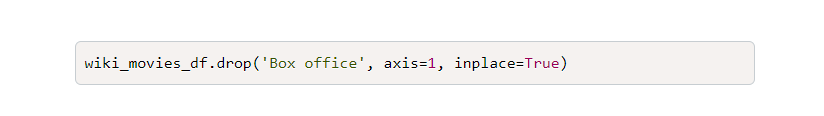 wiki_movies_df.drop('Box office', axis=1, inplace=True)